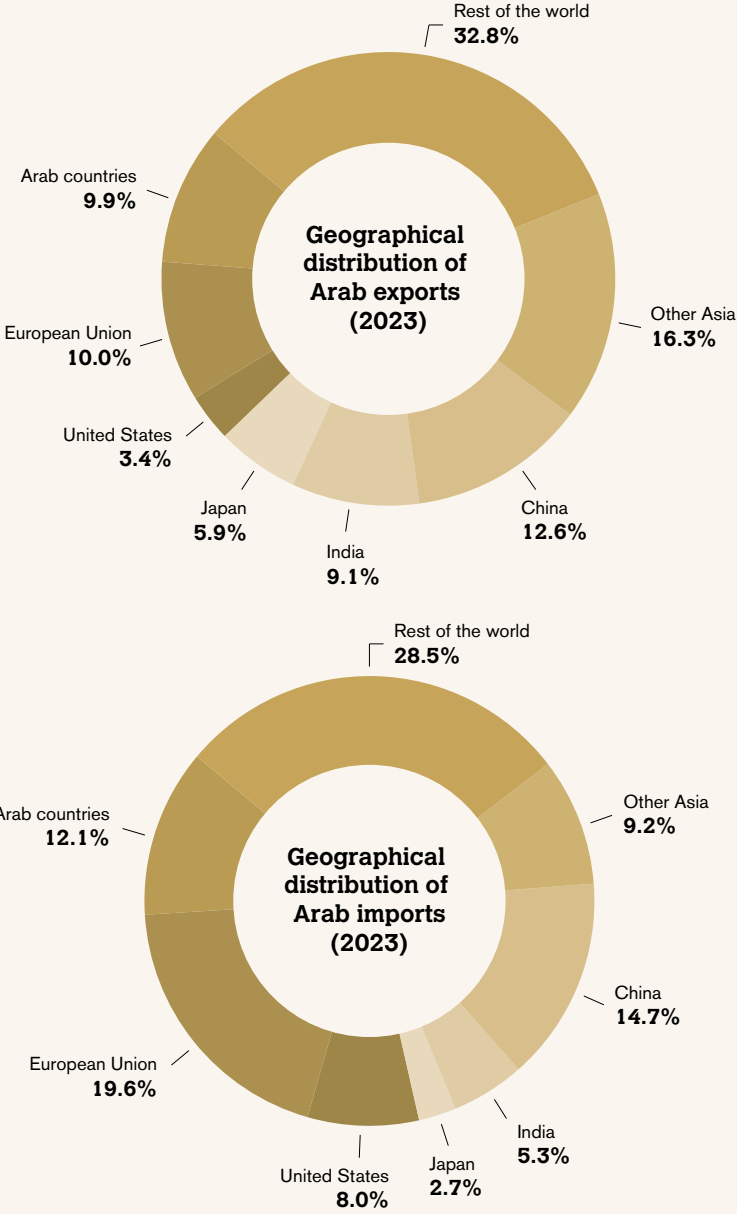 Rest of the world
32.8%
Arab countries
9.9%
Geographical
distribution of
Arab exports
(2023)
Other Asia
16.3%
European Union
10.0%
United States
3.4%
Japan
5.9%
China
12.6%
India
9.1%
Rest of the world
28.5%
Other Asia
9.2%
Arab countries
12.1%
Geographical
distribution of
Arab imports
(2023)
China
14.7%
European Union
19.6%
India
5.3%
Japan
2.7%
United States
8.0%